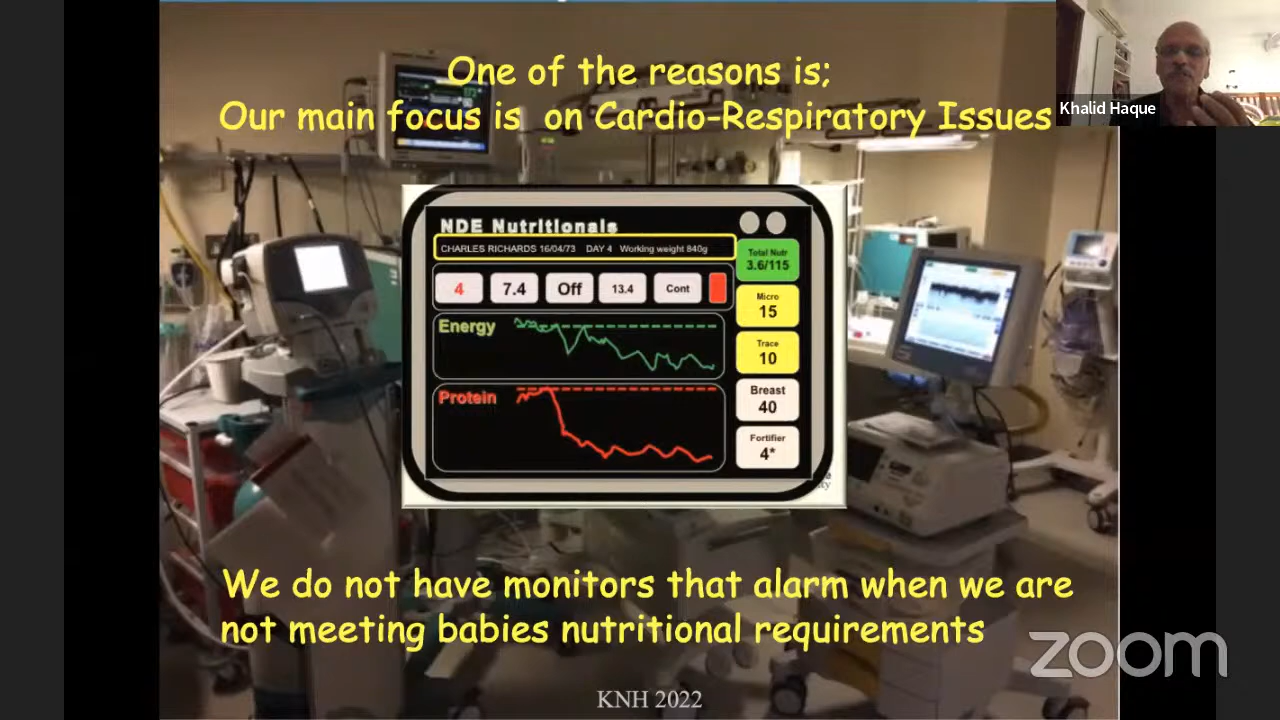 One of the reasons is;
Our main focus is on Cardio-Respiratory Issues
Khalid Haque
NDE Nutritionals
CHARLES RICHARDS 16/04/73 DAY 4 Working weight 840g
4 7.4 Off 13.4 Cont
Energy
Protein
Total Nutr
3.6/115
Micro
15
Trace
10
Breast
40
Fortifier
4*
We do not have monitors that alarm when we are
not meeting babies nutritional requirements
zoom
KNH 2022